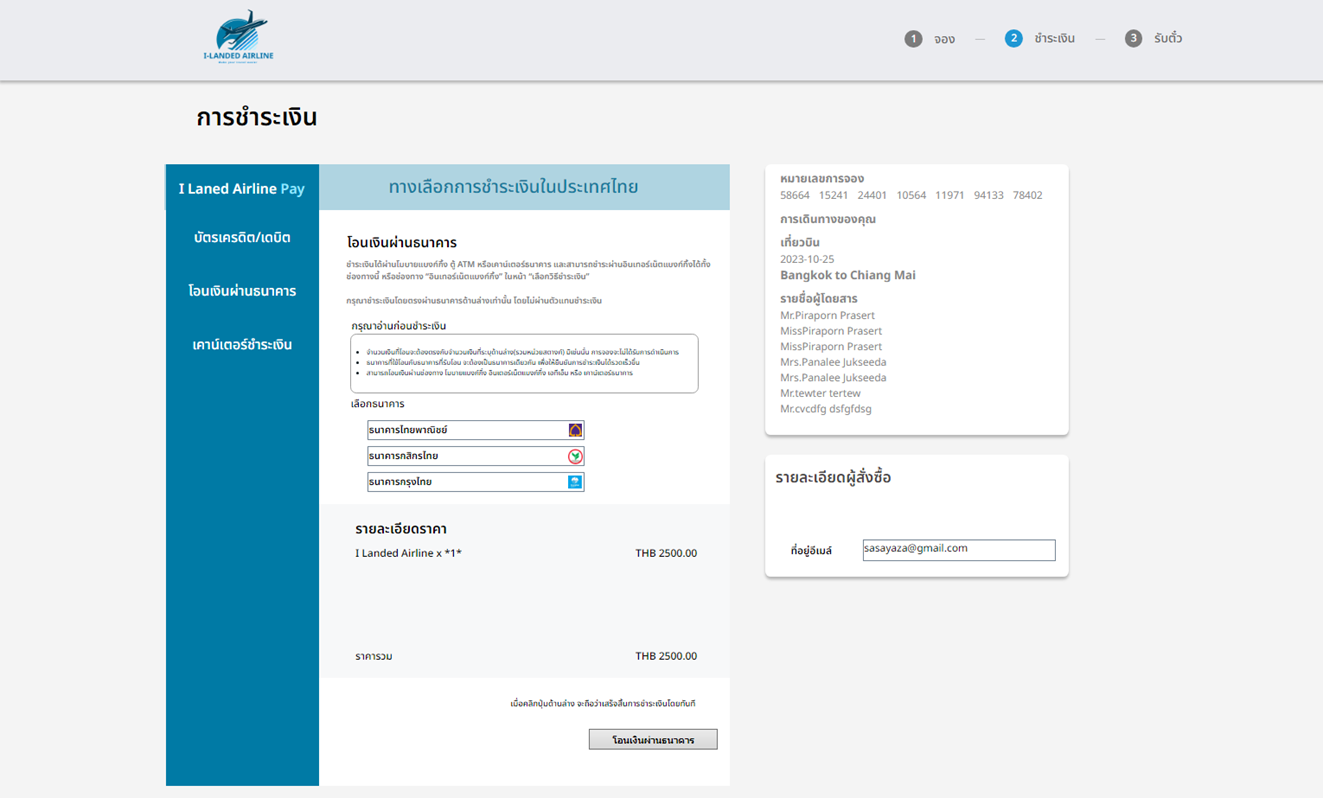 I-LANDED AIRLINE
1 จอง — 2 ชำระเงิน — 3 รับตั๋ว
การชำระเงิน
I Laned Airline Pay
บัตรเครดิต/เดบิต
โอนเงินผ่านธนาคาร
เคาน์เตอร์ชำระเงิน
ทางเลือกการชำระเงินในประเทศไทย
โอนเงินผ่านธนาคาร
ชำระเงินได้ผ่านโมบายแบงก์กิ้ง ตู้ ATM หรือเคาน์เตอร์ธนาคาร และสามารถชำระผ่านอินเทอร์เน็ตแบงก์กิ้งได้ทั้ง
ช่องทางนี้ หรือช่องทาง "อินเทอร์เน็ตแบงก์กิ้ง" ในหน้า "เลือกวิธีชำระเงิน"
กรุณาชำระเงินโดยตรงผ่านธนาคารด้านล่างเท่านั้น โดยไม่ผ่านตัวแทนชำระเงิน
กรุณาอ่านก่อนชำระเงิน
• จำนวนเงินที่โอนจะต้องตรงกับจำนวนเงินที่ระบุด้านล่าง(รวมหน่วยสตางค์) มิเช่นนั้น การจองจะไม่ได้รับการดำเนินการ
• ธนาคารที่ใช้โอนกับธนาคารที่รับโอน จะต้องเป็นธนาคารเดียวกัน เพื่อให้ยืนยันการชำระเงินได้รวดเร็วขึ้น
• สามารถโอนเงินผ่านช่องทาง โมบายแบงก์กิ้ง อินเตอร์เน็ตแบงก์กิ้ง เอทีเอ็ม หรือ เคาน์เตอร์ธนาคาร
เลือกธนาคาร
ธนาคารไทยพาณิชย์
ธนาคารกสิกรไทย
ธนาคารกรุงไทย
รายละเอียดราคา
I Landed Airline x *1* THB 2500.00
ราคารวม THB 2500.00
เมื่อคลิกปุ่มด้านล่าง จะถือว่าเสร็จสิ้นการชำระเงินโดยทันที
โอนเงินผ่านธนาคาร
หมายเลขการจอง
58664 15241 24401 10564 11971 94133 78402
การเดินทางของคุณ
เที่ยวบิน
2023-10-25
Bangkok to Chiang Mai
รายชื่อผู้โดยสาร
Mr.Piraporn Prasert
MissPiraporn Prasert
MissPiraporn Prasert
Mrs.Panalee Jukseeda
Mrs.Panalee Jukseeda
Mr.tewter tertew
Mr.cvcdfg dsfgfdsg
รายละเอียดผู้สั่งซื้อ
ที่อยู่อีเมล์ sasayaza@gmail.com